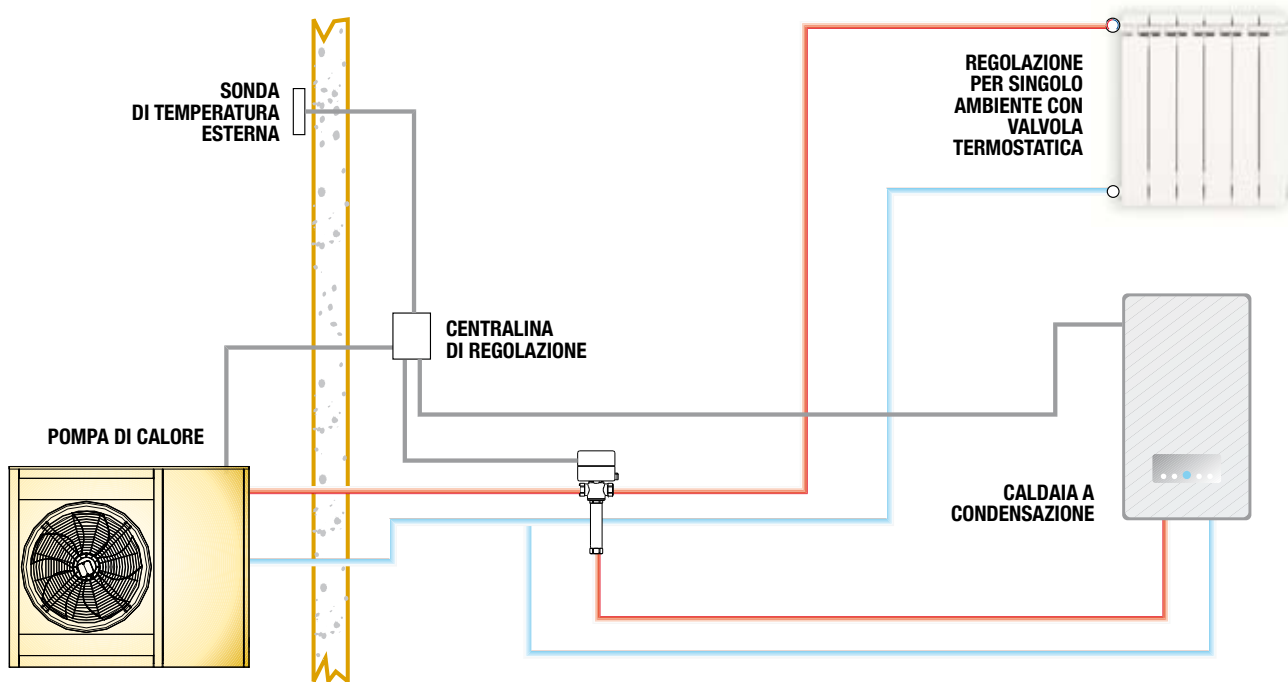 SONDA
DI TEMPERATURA
ESTERNA
REGOLAZIONE
PER SINGOLO
AMBIENTE CON
VALVOLA
TERMOSTATICA
CENTRALINA
DI REGOLAZIONE
POMPA DI CALORE
CALDAIA A
CONDENSAZIONE